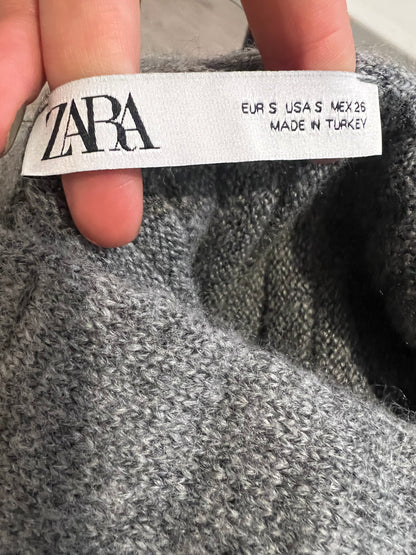 ZARA
EUR S USA S MEX 26
MADE IN TURKEY